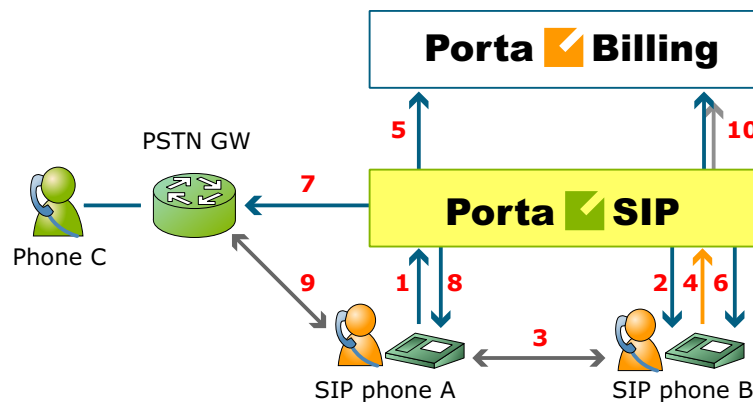 Porta Billing
5
10
PSTN GW
7
Porta SIP
Phone C
9
1
8
2
4
6
3
SIP phone A
SIP phone B